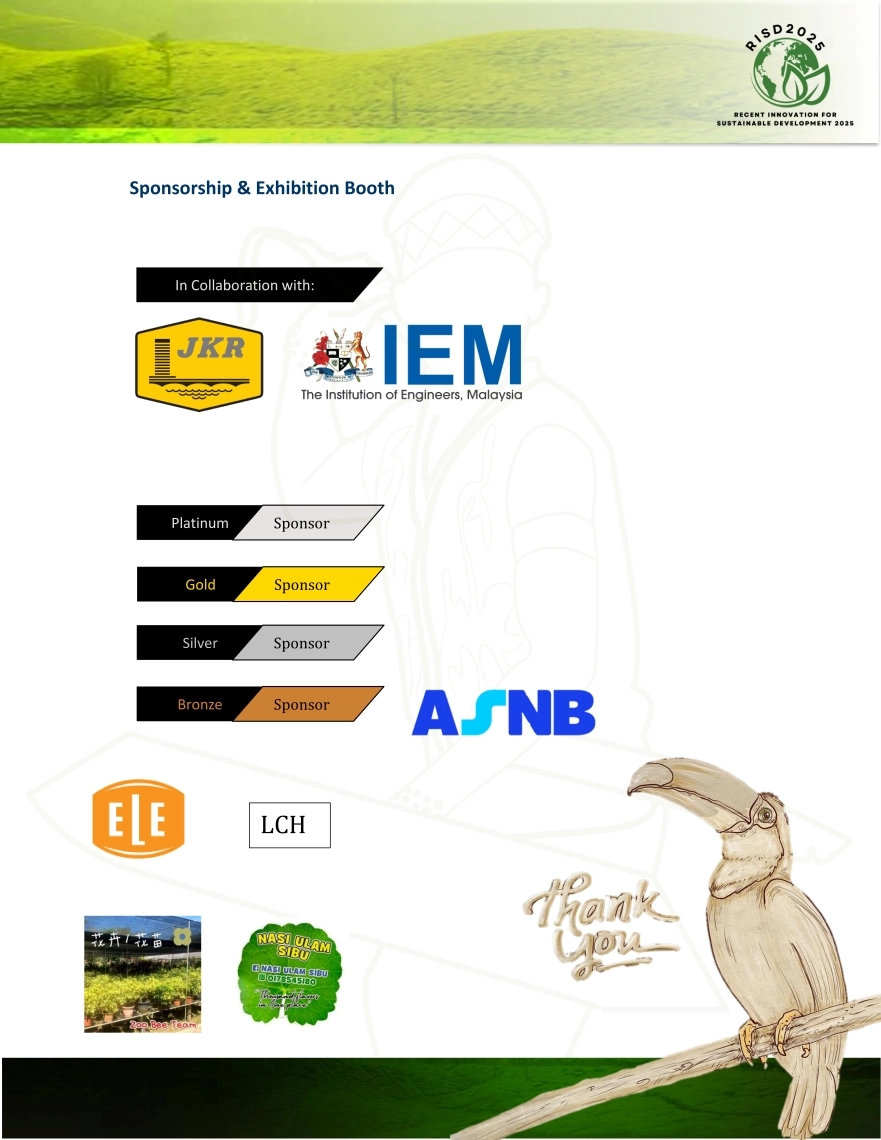 RISD2025
RECENT INNOVATION FOR
SUSTAINABLE DEVELOPMENT 2025
Sponsorship & Exhibition Booth
In Collaboration with:
JKR
IEM
The Institution of Engineers, Malaysia
Platinum Sponsor
Gold Sponsor
Silver Sponsor
Bronze Sponsor
ASNB
ELE
LCH
Thank
You
花卉/花苗
Zoo Bee Team
NASI ULAM
SIBU
NASI ULAM SIBU
0178545180